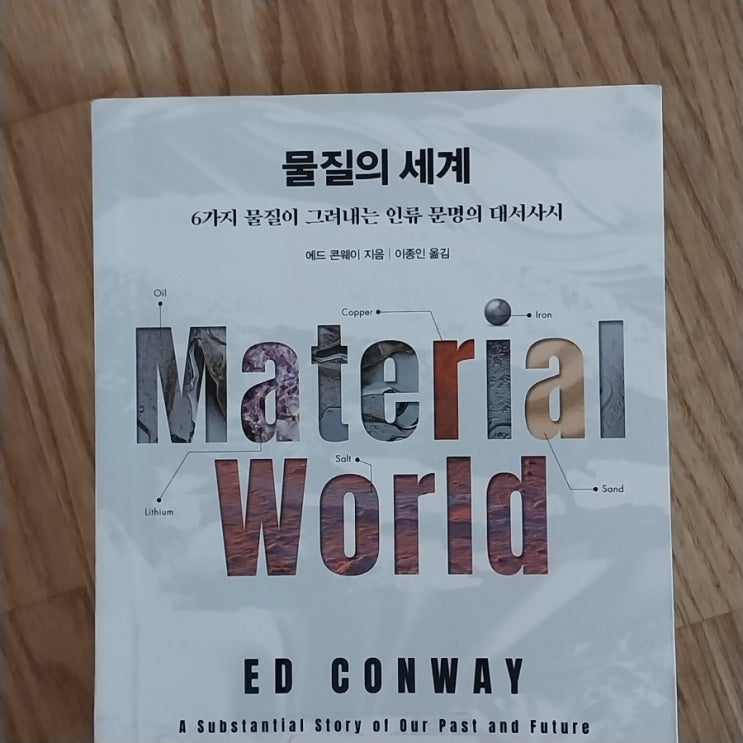 물질의 세계
6가지 물질이 그려내는 인류 문명의 대서사시
에드 콘웨이 지음 | 이종인 옮김
Oil
Copper
Iron
Material
Salt
Sand
Lithium
World
ED CONWAY
A Substantial Story of Our Past and Future